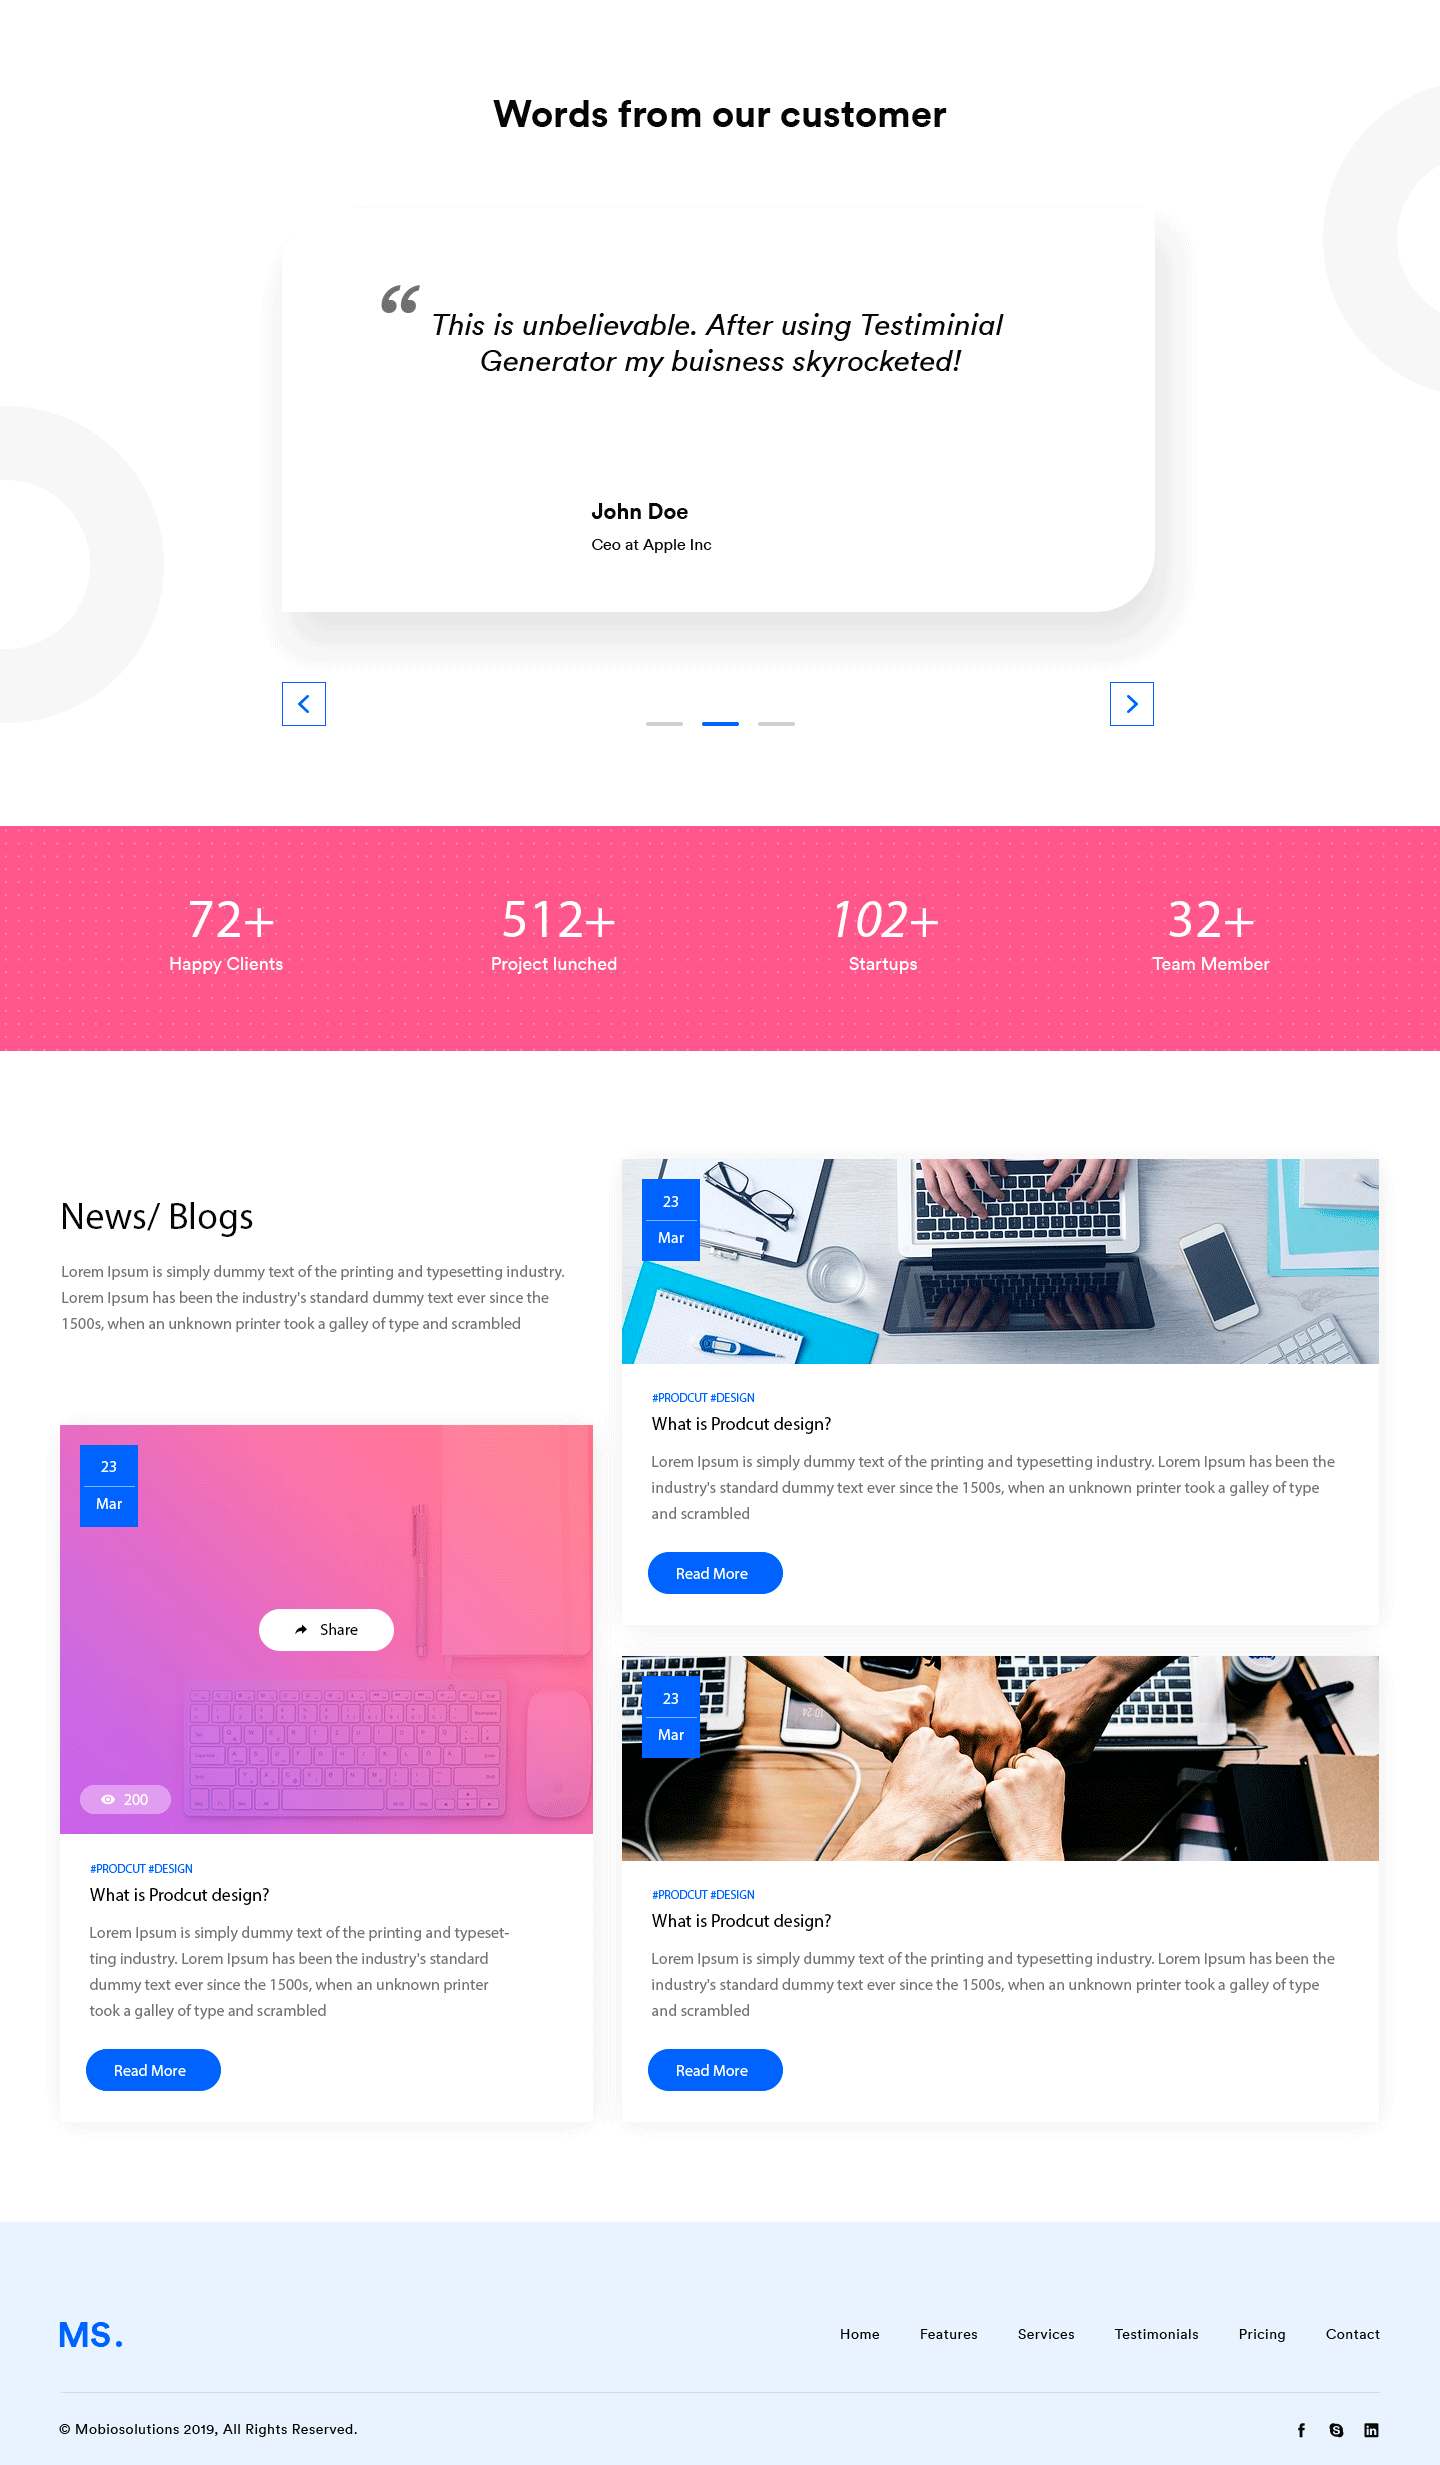 Words from our customer
“
This is unbelievable. After using Testiminial
Generator my buisness skyrocketed!
John Doe
Ceo at Apple Inc
72+
Happy Clients
512+
Project lunched
102+
Startups
32+
Team Member
News/ Blogs
Lorem Ipsum is simply dummy text of the printing and typesetting industry.
Lorem Ipsum has been the industry's standard dummy text ever since the
1500s, when an unknown printer took a galley of type and scrambled
23
Mar
Share
200
#PRODCUT #DESIGN
What is Prodcut design?
Lorem Ipsum is simply dummy text of the printing and typeset-
ting industry. Lorem Ipsum has been the industry's standard
dummy text ever since the 1500s, when an unknown printer
took a galley of type and scrambled
Read More
23
Mar
#PRODCUT #DESIGN
What is Prodcut design?
Lorem Ipsum is simply dummy text of the printing and typesetting industry. Lorem Ipsum has been the
industry's standard dummy text ever since the 1500s, when an unknown printer took a galley of type
and scrambled
Read More
23
Mar
10:24
#PRODCUT #DESIGN
What is Prodcut design?
Lorem Ipsum is simply dummy text of the printing and typesetting industry. Lorem Ipsum has been the
industry's standard dummy text ever since the 1500s, when an unknown printer took a galley of type
and scrambled
Read More
MS.
Home Features Services Testimonials Pricing Contact
© Mobiosolutions 2019, All Rights Reserved.